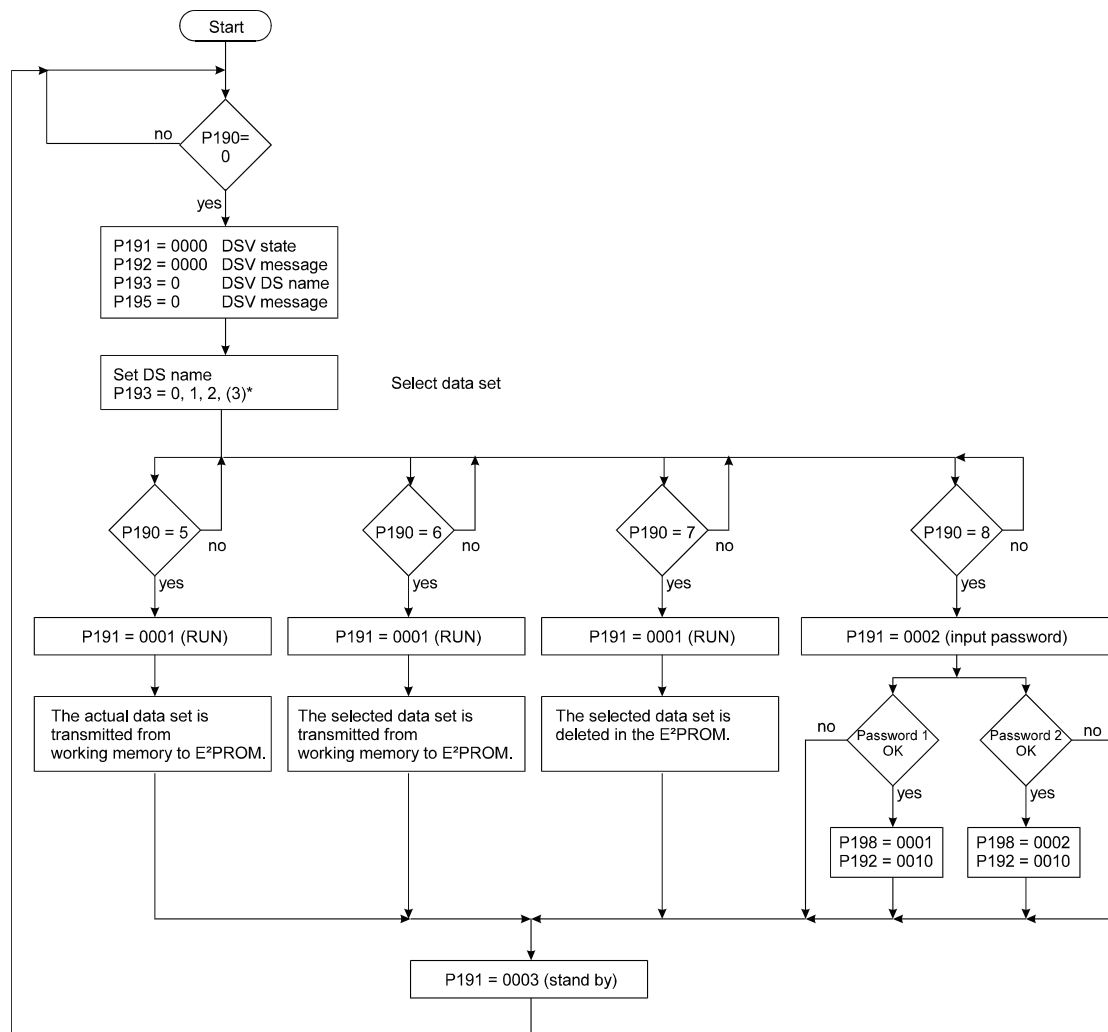 Start
no
P190=
0
yes
P191 = 0000 DSV state
P192 = 0000 DSV message
P193 = 0 DSV DS name
P195 = 0 DSV message
Set DS name
P193 = 0, 1, 2, (3)*
Select data set
P190 = 5
no
yes
P190 = 6
no
yes
P190 = 7
no
yes
P190 = 8
no
yes
P191 = 0001 (RUN)
P191 = 0001 (RUN)
P191 = 0001 (RUN)
P191 = 0002 (input password)
The actual data set is
transmitted from
working memory to E²PROM.
The selected data set is
transmitted from
working memory to E²PROM.
The selected data set is
deleted in the E²PROM.
no
Password 1
OK
yes
Password 2
OK
no
yes
P198 = 0001
P192 = 0010
P198 = 0002
P192 = 0010
P191 = 0003 (stand by)